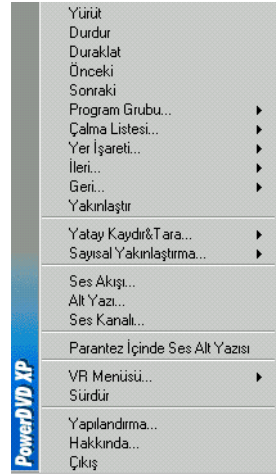 Yürüt
Durdur
Duraklat
Önceki
Sonraki
Program Grubu...
Çalma Listesi...
Yer İşareti...
İleri...
Geri...
Yakınlaştır
Yatay Kaydır&Tara...
Sayısal Yakınlaştırma...
Ses Akışı...
Alt Yazı...
Ses Kanalı...
Parantez İçinde Ses Alt Yazısı
VR Menüsü...
Sürdür
Yapılandırma...
Hakkında...
Çıkış
PowerDVD XP